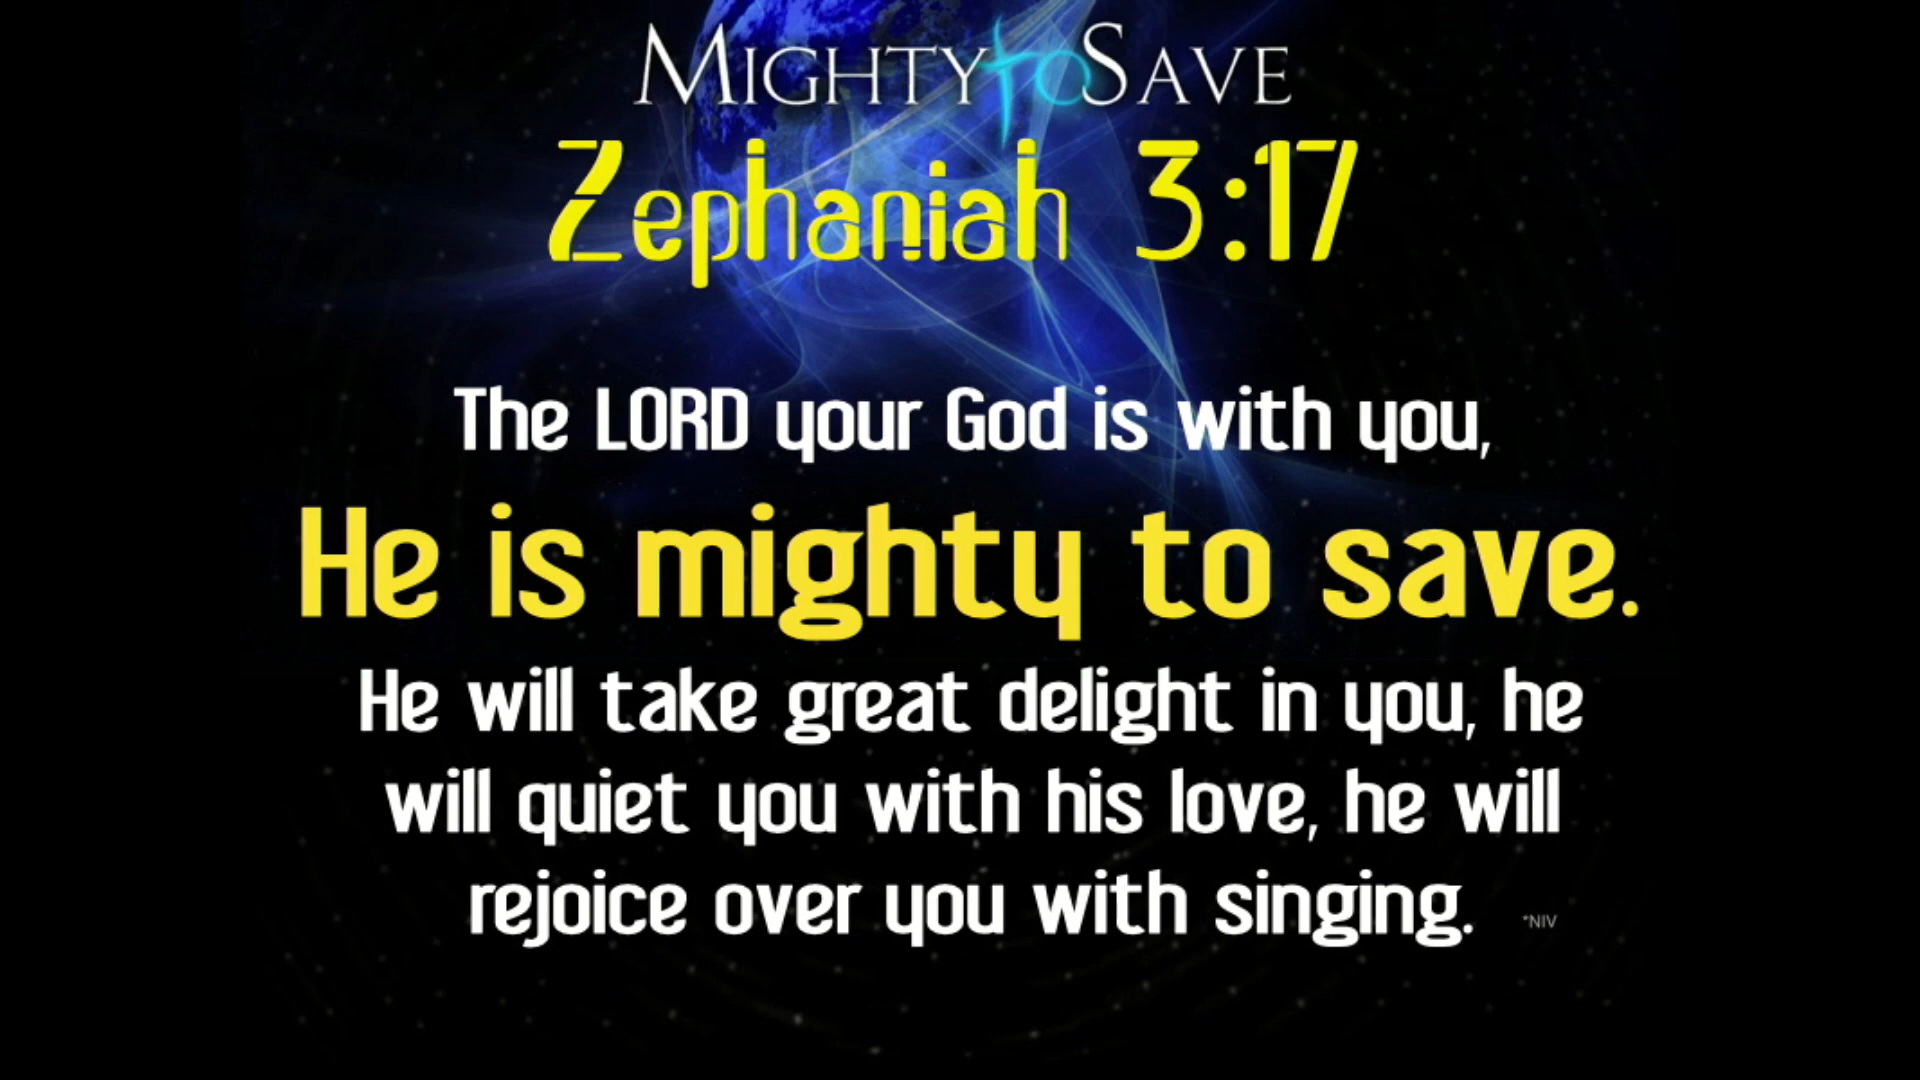 Mighty to Save
Zephaniah 3:17
The LORD your God is with you,
He is mighty to save.
He will take great delight in you, he
will quiet you with his love, he will
rejoice over you with singing. *NIV